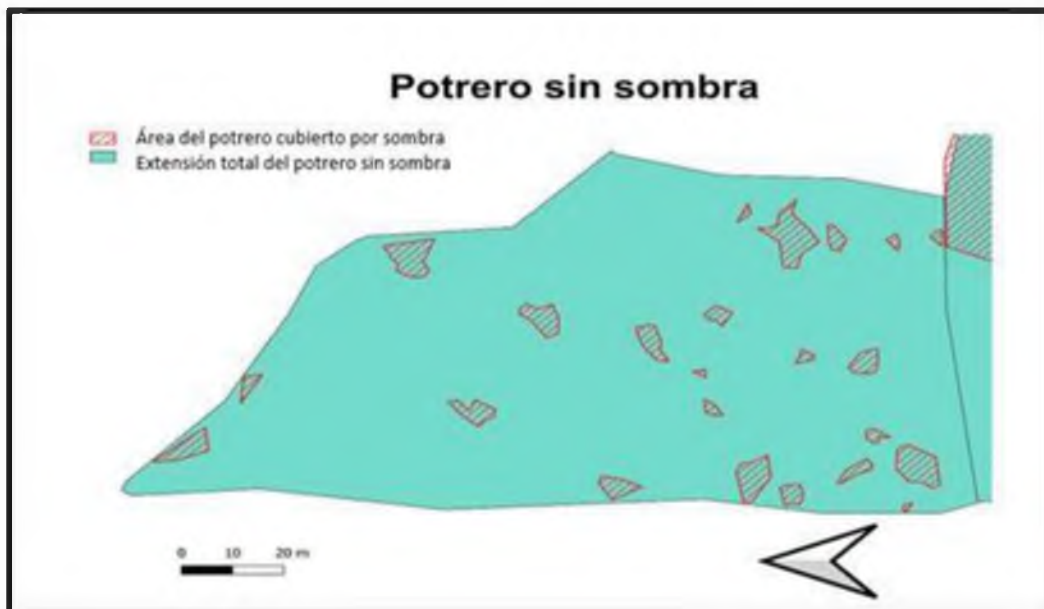 Potrero sin sombra
Área del potrero cubierto por sombra
Extensión total del potrero sin sombra
0 10 20 m